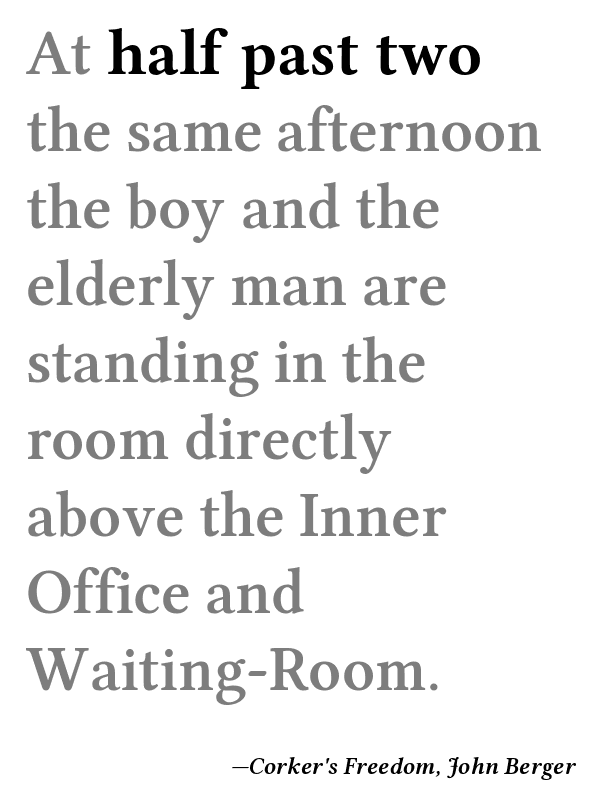 At half past two
the same afternoon
the boy and the
elderly man are
standing in the
room directly
above the Inner
Office and
Waiting-Room.
—Corker's Freedom, John Berger